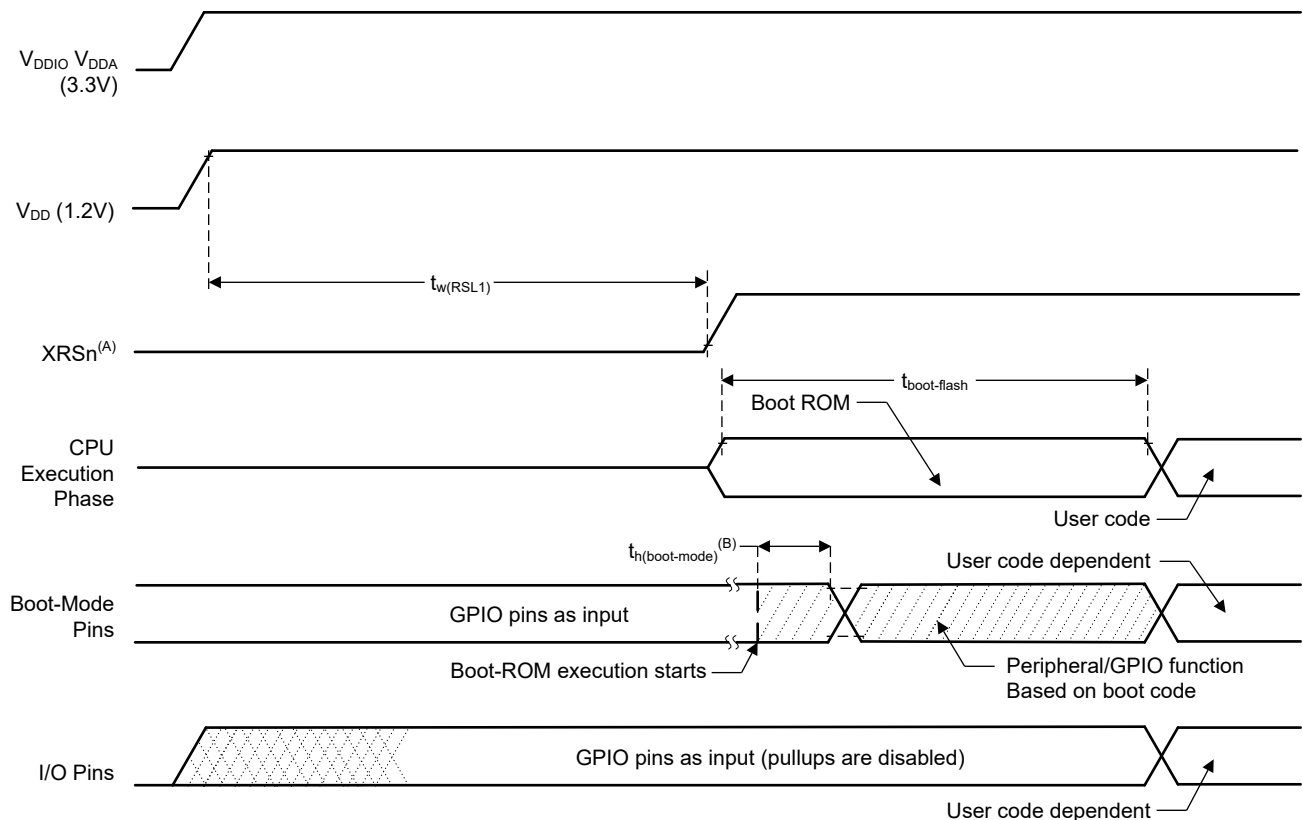 VDDIO VDDA
(3.3V)
VDD (1.2V)
tw(RSL1)
XRSn(A)
tboot-flash
Boot ROM
CPU
Execution
Phase
User code
th(boot-mode)(B)
User code dependent
Boot-Mode
Pins
GPIO pins as input
Boot-ROM execution starts
Peripheral/GPIO function
Based on boot code
I/O Pins
GPIO pins as input (pullups are disabled)
User code dependent